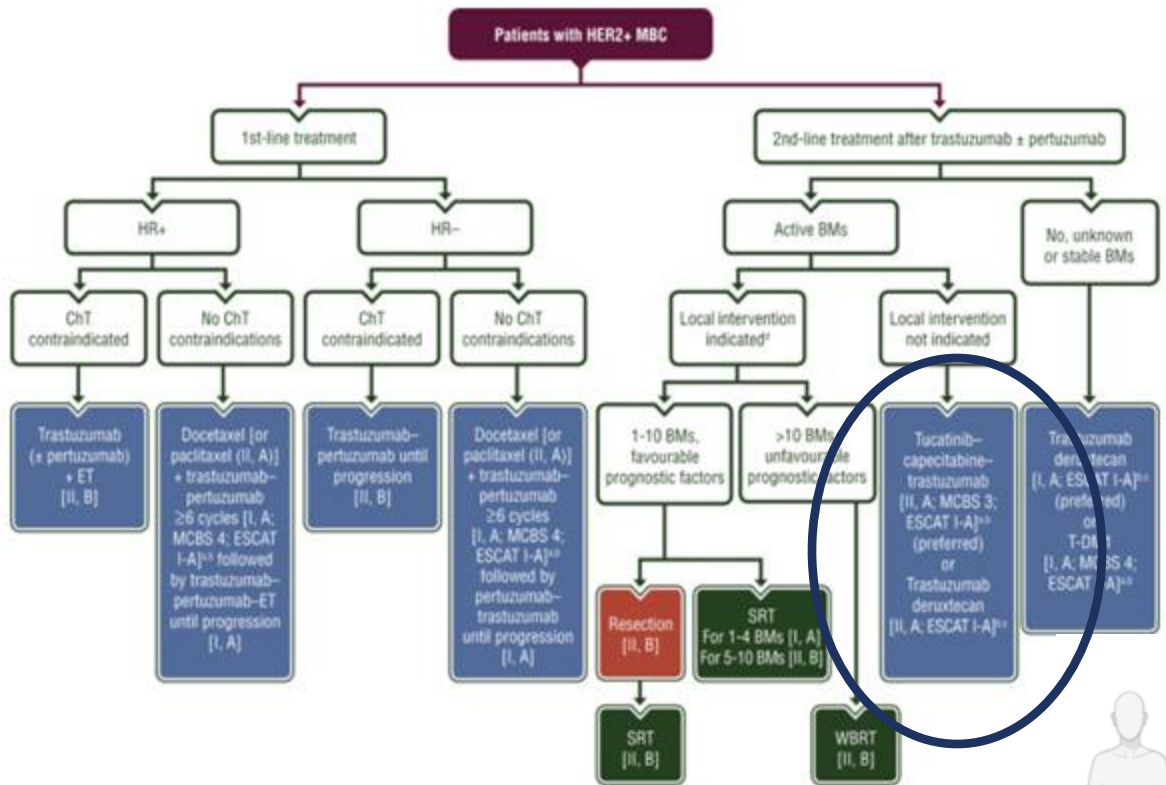 Patients with HER2+ MBC
1st-line treatment
2nd-line treatment after trastuzumab ± pertuzumab
HR+
HR–
Active BMs
No, unknown
or stable BMs
ChT
contraindicated
No ChT
contraindications
ChT
contraindicated
No ChT
contraindications
Local intervention
indicatedᵈ
Local intervention
not indicated
Trastuzumab
(± pertuzumab)
+ ET
[II, B]
Docetaxel [or
paclitaxel (II, A)]
+ trastuzumab–
pertuzumab
≥6 cycles [I, A;
MCBS 4; ESCAT
I-A]ᵃ,ᵇ followed
by trastuzumab–
pertuzumab–ET
until progression
[I, A]
Trastuzumab–
pertuzumab until
progression
[II, B]
Docetaxel [or
paclitaxel (II, A)]
+ trastuzumab–
pertuzumab
≥6 cycles
[I, A; MCBS 4;
ESCAT I-A]ᵃ,ᵇ
followed by
pertuzumab–
trastuzumab
until progression
[I, A]
1-10 BMs,
favourable
prognostic factors
>10 BMs,
unfavourable
prognostic factors
Tucatinib–
capecitabine–
trastuzumab
[II, A; MCBS 3;
ESCAT I-A]ᵃ,ᵇ
(preferred)
or
Trastuzumab
deruxtecan
[II, A; ESCAT I-A]
Trastuzumab
deruxtecan
[I, A; ESCAT I-A]
(preferred)
or
T-DM1
[I, A; MCBS 4;
ESCAT I-A]ᵃ,ᵇ
Resection
[II, B]
SRT
For 1-4 BMs [I, A]
For 5-10 BMs [II, B]
SRT
[II, B]
WBRT
[II, B]